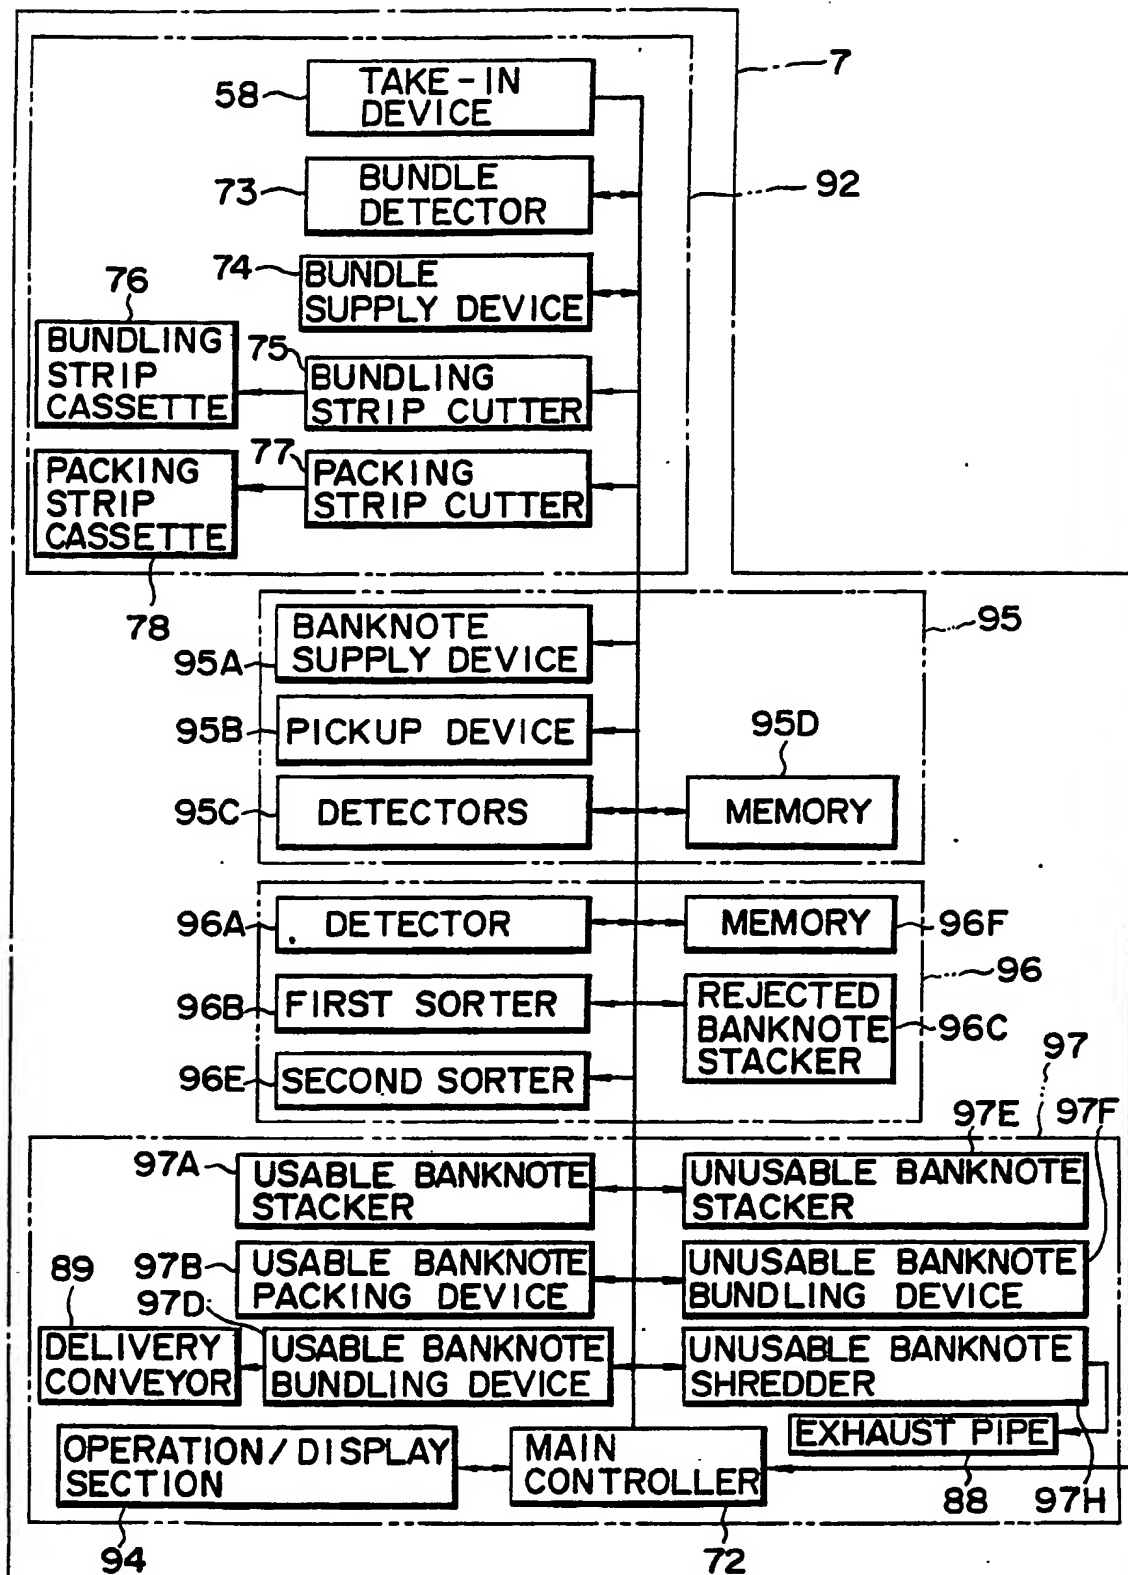 7
58
TAKE-IN
DEVICE
73
BUNDLE
DETECTOR
92
74
BUNDLE
SUPPLY DEVICE
76
BUNDLING
STRIP
CASSETTE
75
BUNDLING
STRIP CUTTER
PACKING
STRIP
CASSETTE
77
PACKING
STRIP CUTTER
78
95
95A
BANKNOTE
SUPPLY DEVICE
95B
PICKUP DEVICE
95D
95C
DETECTORS
MEMORY
96A
DETECTOR
MEMORY
96F
96
96B
FIRST SORTER
REJECTED
BANKNOTE
STACKER
96C
96E
SECOND SORTER
97
97E
97F
97A
USABLE BANKNOTE
STACKER
UNUSABLE BANKNOTE
STACKER
97B
USABLE BANKNOTE
PACKING DEVICE
UNUSABLE BANKNOTE
BUNDLING DEVICE
89
97D
DELIVERY
CONVEYOR
USABLE BANKNOTE
BUNDLING DEVICE
UNUSABLE BANKNOTE
SHREDDER
EXHAUST PIPE
OPERATION/DISPLAY
SECTION
MAIN
CONTROLLER
88
97H
94
72